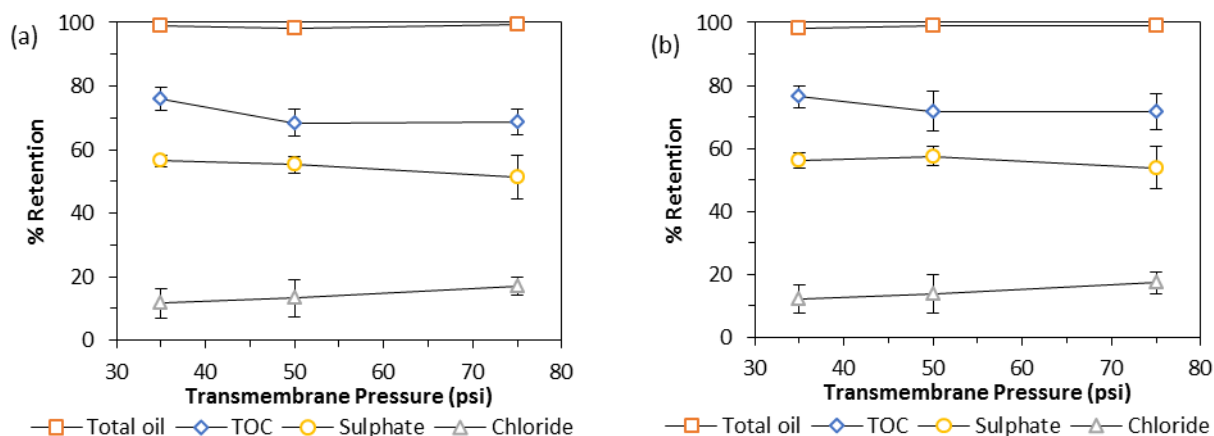 (a)
% Retention
100
80
60
40
20
0
30 40 50 60 70 80
Transmembrane Pressure (psi)
Total oil TOC Sulphate Chloride
(b)
% Retention
100
80
60
40
20
0
30 40 50 60 70 80
Transmembrane Pressure (psi)
Total oil TOC Sulphate Chloride